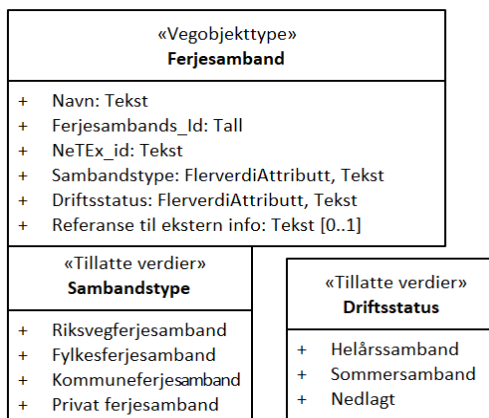 «Vegobjekttype»
Ferjesamband
+ Navn: Tekst
+ Ferjesambands_Id: Tall
+ NeTEx_id: Tekst
+ Sambandstype: FlerverdiAttributt, Tekst
+ Driftsstatus: FlerverdiAttributt, Tekst
+ Referanse til ekstern info: Tekst [0..1]
«Tillatte verdier»
Sambandstype
+ Riksvegferjesamband
+ Fylkesferjesamband
+ Kommuneferjesamband
+ Privat ferjesamband
«Tillatte verdier»
Driftsstatus
+ Helårssamband
+ Sommersamband
+ Nedlagt